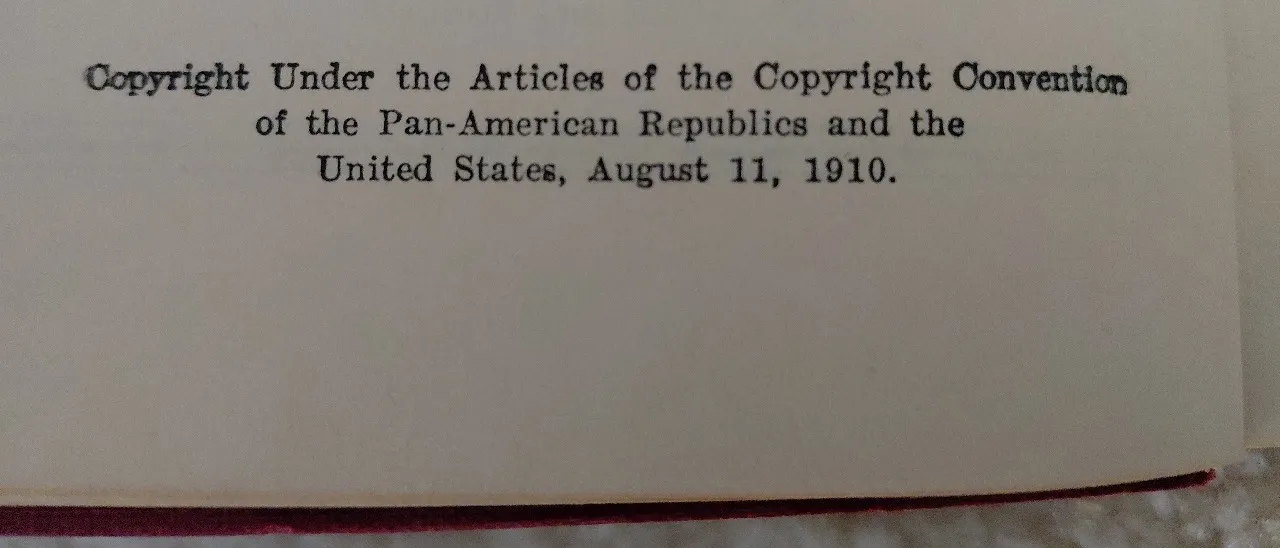 Copyright Under the Articles of the Copyright Convention
of the Pan-American Republics and the
United States, August 11, 1910.